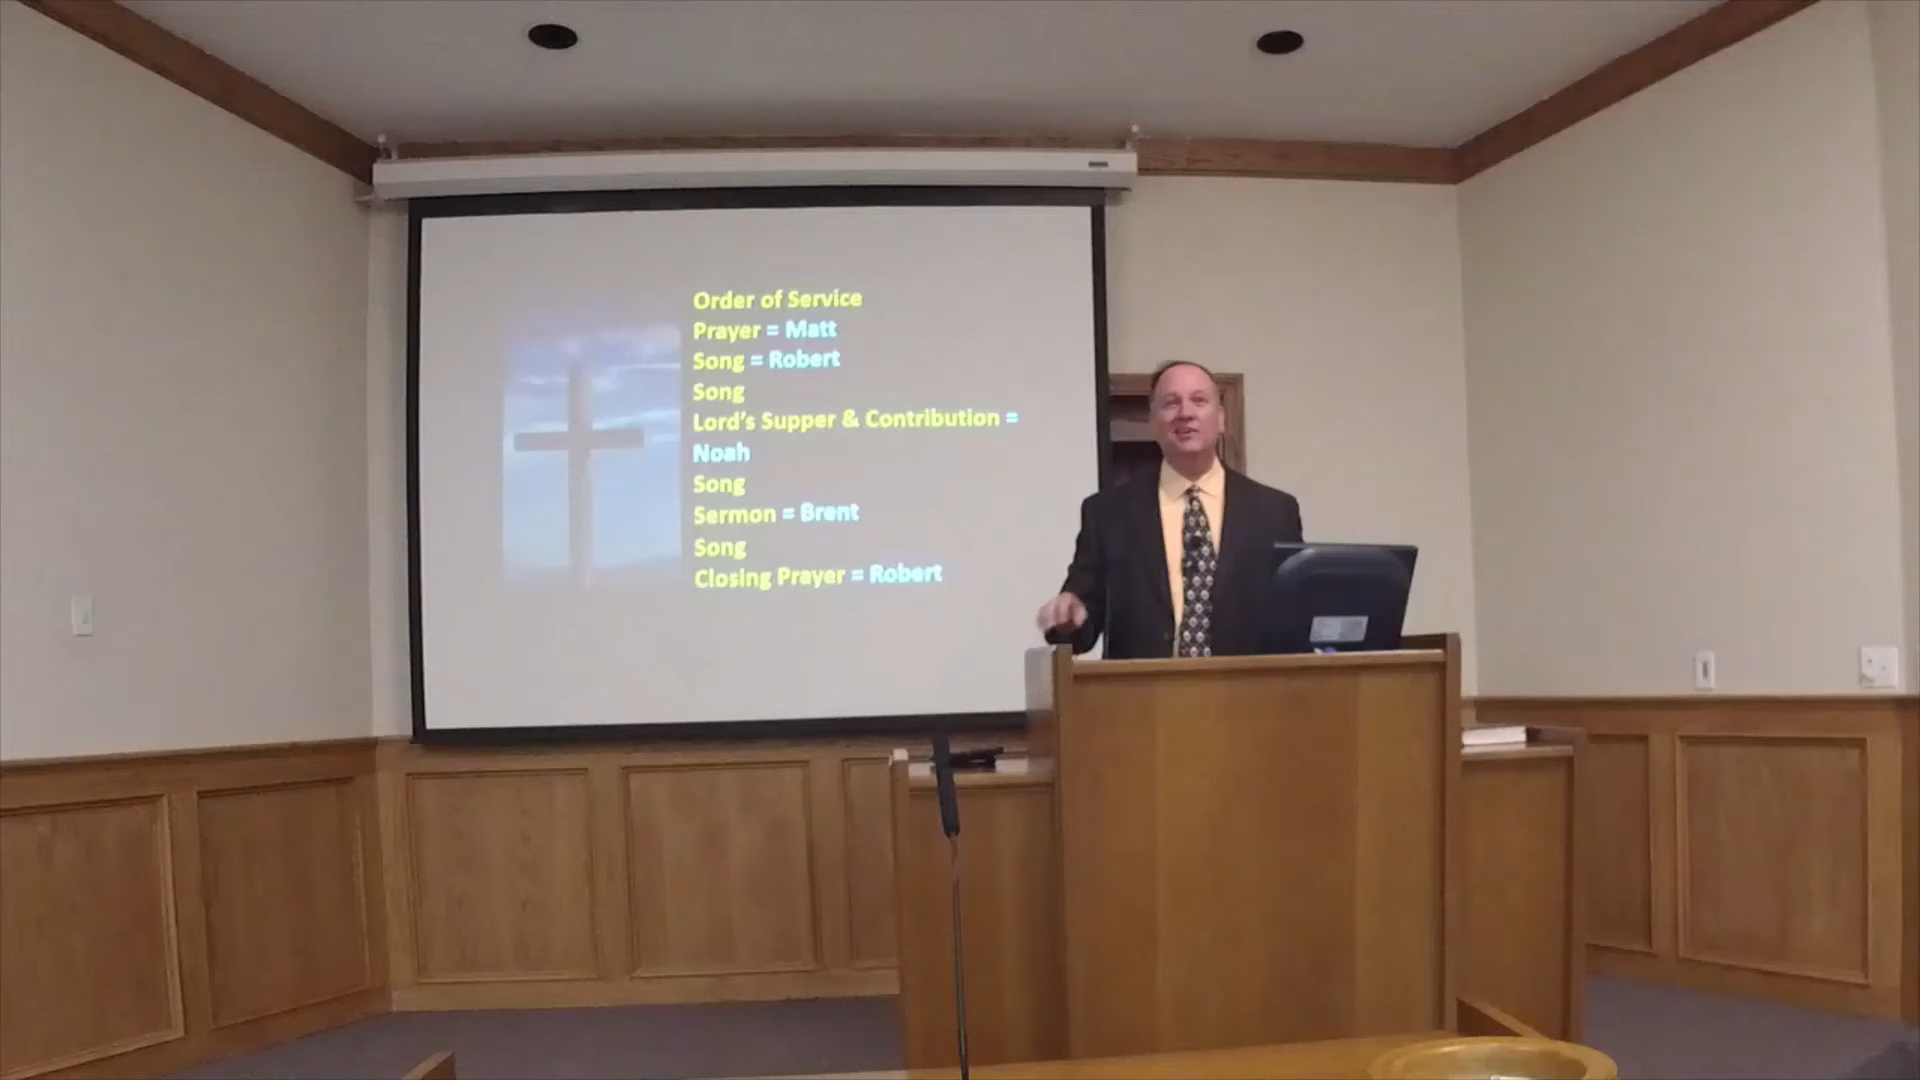 Order of Service
Prayer = Matt
Song = Robert
Song
Lord's Supper & Contribution =
Noah
Song
Sermon = Brent
Song
Closing Prayer = Robert